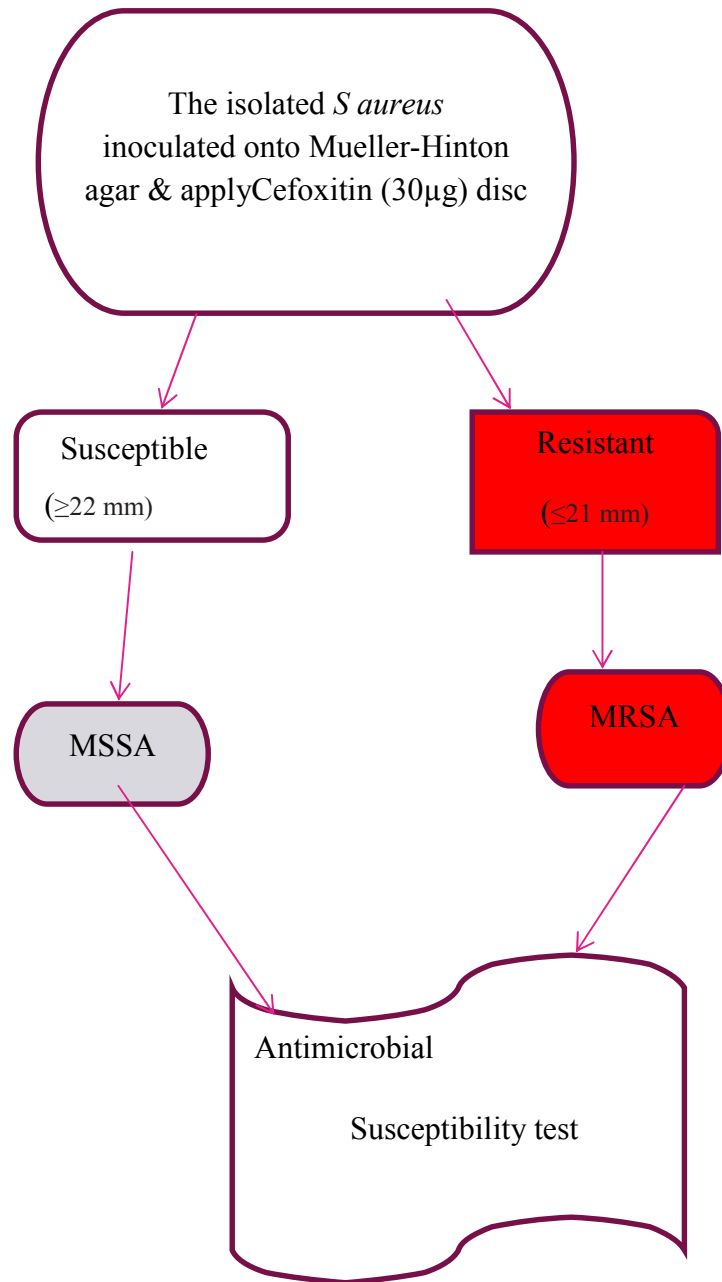 The isolated S aureus
inoculated onto Mueller-Hinton
agar & applyCefoxitin (30µg) disc
Susceptible
(≥22 mm)
Resistant
(≤21 mm)
MSSA
MRSA
Antimicrobial
Susceptibility test